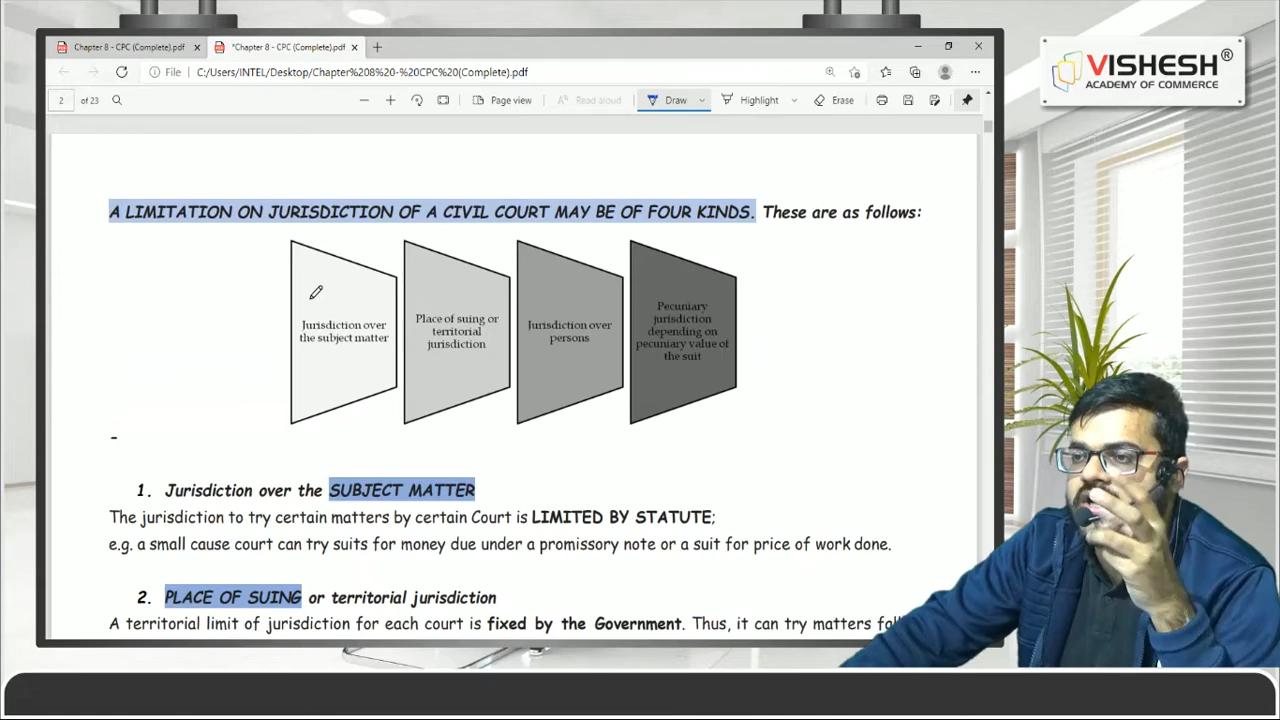 Chapter 8 - CPC (Complete).pdf
*Chapter 8 - CPC (Complete).pdf
File C:/Users/INTEL/Desktop/Chapter%208%20-%20CPC%20(Complete).pdf
2 of 23
Page view
Read aloud
Draw
Highlight
Erase
VISHESH®
ACADEMY OF COMMERCE
A LIMITATION ON JURISDICTION OF A CIVIL COURT MAY BE OF FOUR KINDS. These are as follows:
Jurisdiction over
the subject matter
Place of suing or
territorial
jurisdiction
Jurisdiction over
persons
Pecuniary
jurisdiction
depending on
pecuniary value of
the suit
-
1. Jurisdiction over the SUBJECT MATTER
The jurisdiction to try certain matters by certain Court is LIMITED BY STATUTE;
e.g. a small cause court can try suits for money due under a promissory note or a suit for price of work done.
2. PLACE OF SUING or territorial jurisdiction
A territorial limit of jurisdiction for each court is fixed by the Government. Thus, it can try matters